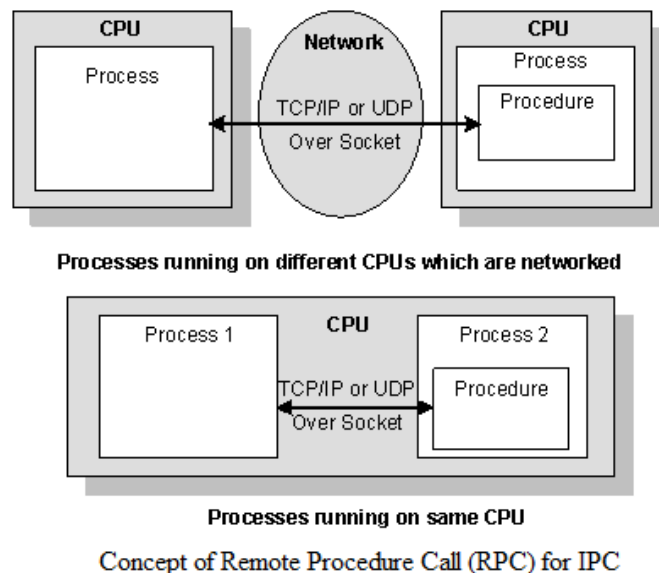 CPU
Process
Network
TCP/IP or UDP
Over Socket
CPU
Process
Procedure
Processes running on different CPUs which are networked
CPU
Process 1
TCP/IP or UDP
Over Socket
Process 2
Procedure
Processes running on same CPU
Concept of Remote Procedure Call (RPC) for IPC